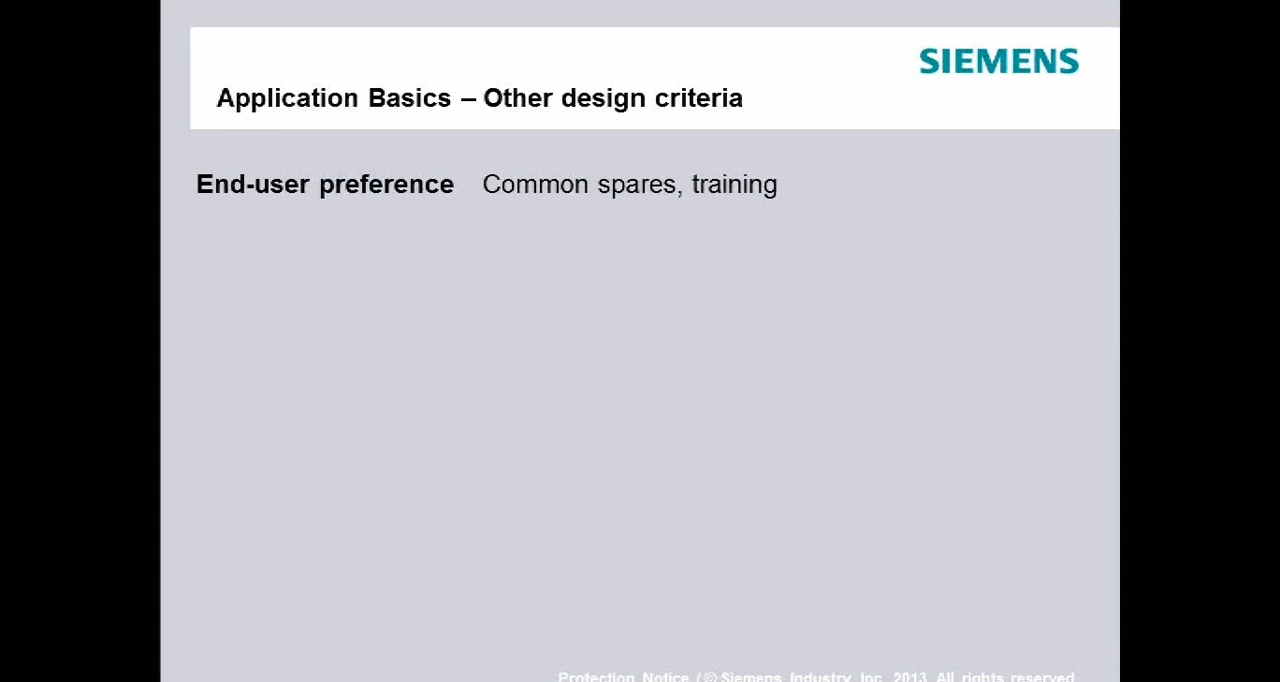 SIEMENS
Application Basics – Other design criteria
End-user preference Common spares, training
Protection Notice / © Siemens Industry, Inc. 2013. All rights reserved